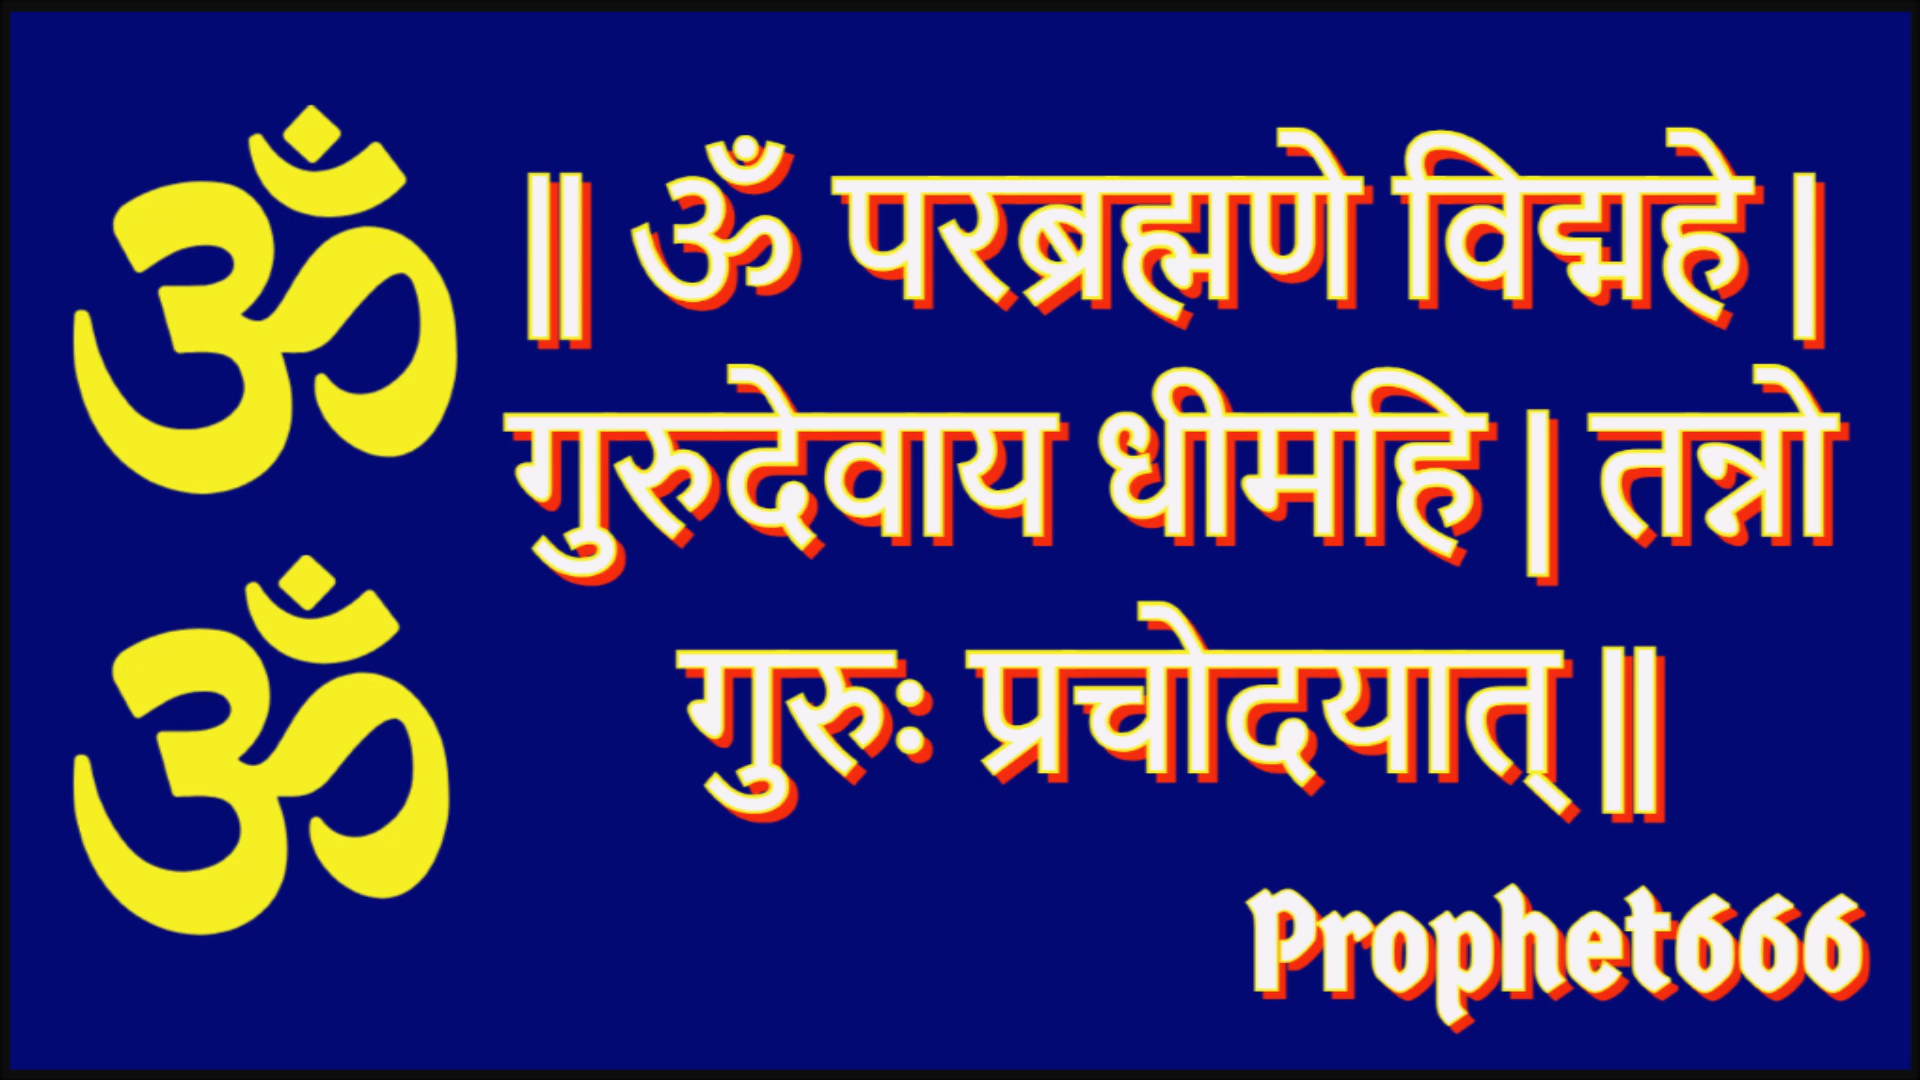 ॐ
॥ ॐ परब्रह्मणे विद्महे |
गुरुदेवाय धीमहि | तन्नो
गुरुः प्रचोदयात् ॥
ॐ
Prophet666